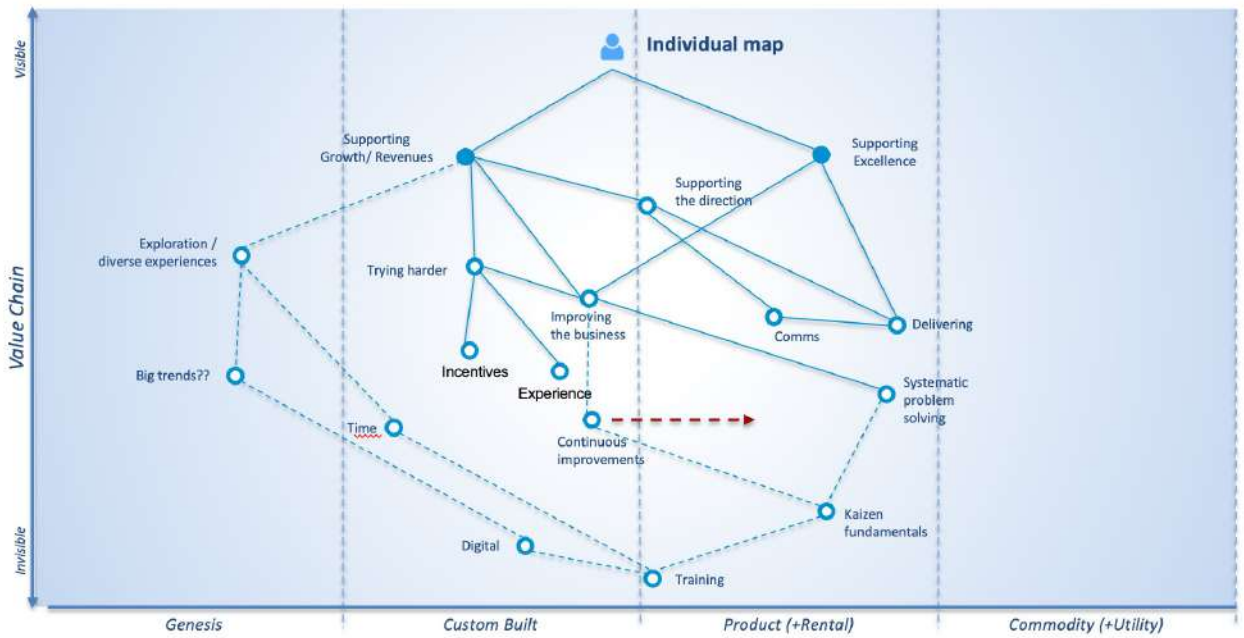 Visible
Individual map
Supporting
Growth/ Revenues
Supporting
Excellence
Supporting
the direction
Exploration /
diverse experiences
Trying harder
Value Chain
Improving
the business
Comms
Delivering
Big trends??
Incentives
Experience
Systematic
problem
solving
Time
Continuous
improvements
Kaizen
fundamentals
Digital
Training
Invisible
Genesis
Custom Built
Product (+Rental)
Commodity (+Utility)